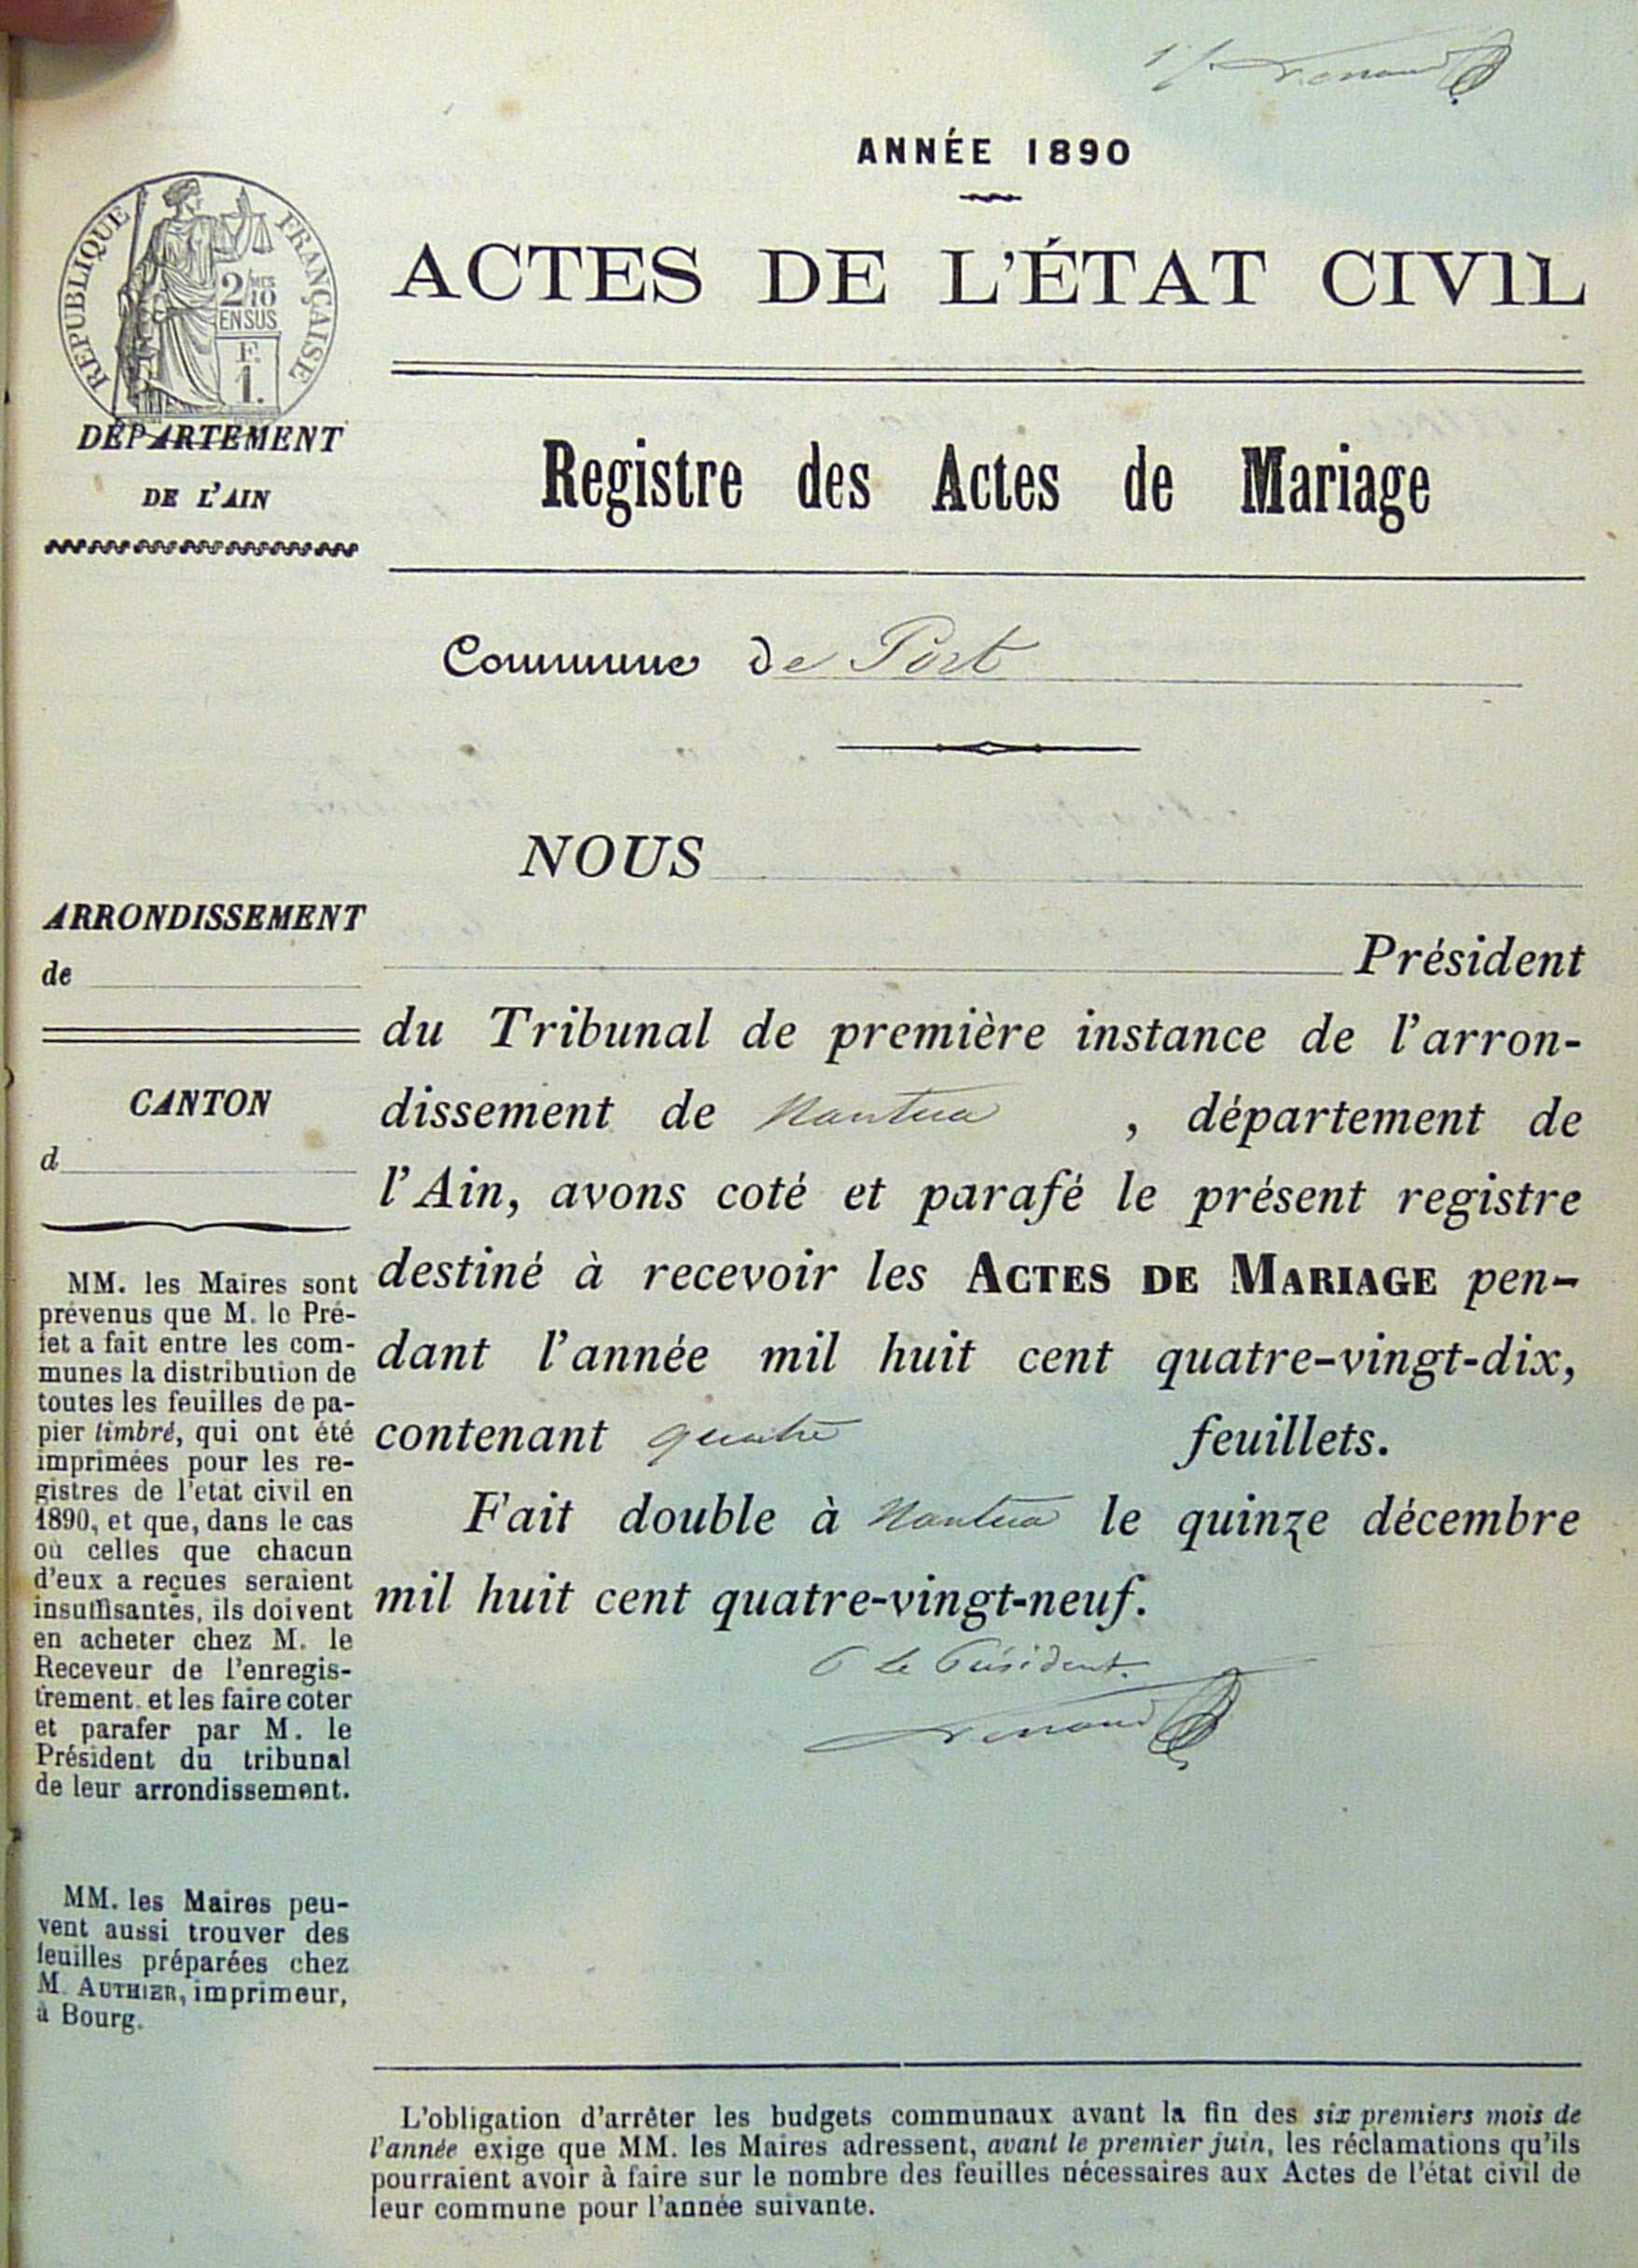 ANNÉE 1890
ACTES DE L'ÉTAT CIVIL
RÉPUBLIQUE FRANÇAISE
2/10 MES
EN SUS
F.
1.
DÉPARTEMENT
DE L'AIN
Registre des Actes de Mariage
Commune de Port
NOUS
Président
du Tribunal de première instance de l'arron-
dissement de Nantua, département de
l'Ain, avons coté et parafé le présent registre
destiné à recevoir les ACTES DE MARIAGE pen-
dant l'année mil huit cent quatre-vingt-dix,
contenant quatre feuillets.
Fait double à Nantua le quinze décembre
mil huit cent quatre-vingt-neuf.
Le Président.
ARRONDISSEMENT
de
CANTON
d
MM. les Maires sont
prévenus que M. le Pré-
fet a fait entre les com-
munes la distribution de
toutes les feuilles de pa-
pier timbré, qui ont été
imprimées pour les re-
gistres de l'etat civil en
1890, et que, dans le cas
où celles que chacun
d'eux a reçues seraient
insuffisantes, ils doivent
en acheter chez M. le
Receveur de l'enregis-
trement. et les faire coter
et parafer par M. le
Président du tribunal
de leur arrondissement.
MM. les Maires peu-
vent aussi trouver des
feuilles préparées chez
M. AUTHIER, imprimeur,
à Bourg.
L'obligation d'arrêter les budgets communaux avant la fin des six premiers mois de
l'année exige que MM. les Maires adressent, avant le premier juin, les réclamations qu'ils
pourraient avoir à faire sur le nombre des feuilles nécessaires aux Actes de l'état civil de
leur commune pour l'année suivante.